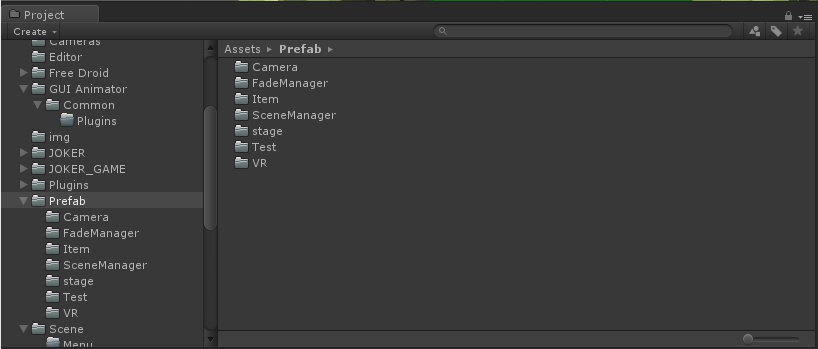 Project
Create
Cameras
Editor
Free Droid
GUI Animator
Common
Plugins
img
JOKER
JOKER_GAME
Plugins
Prefab
Camera
FadeManager
Item
SceneManager
stage
Test
VR
Scene
Menu
Assets ▸ Prefab ▸
Camera
FadeManager
Item
SceneManager
stage
Test
VR